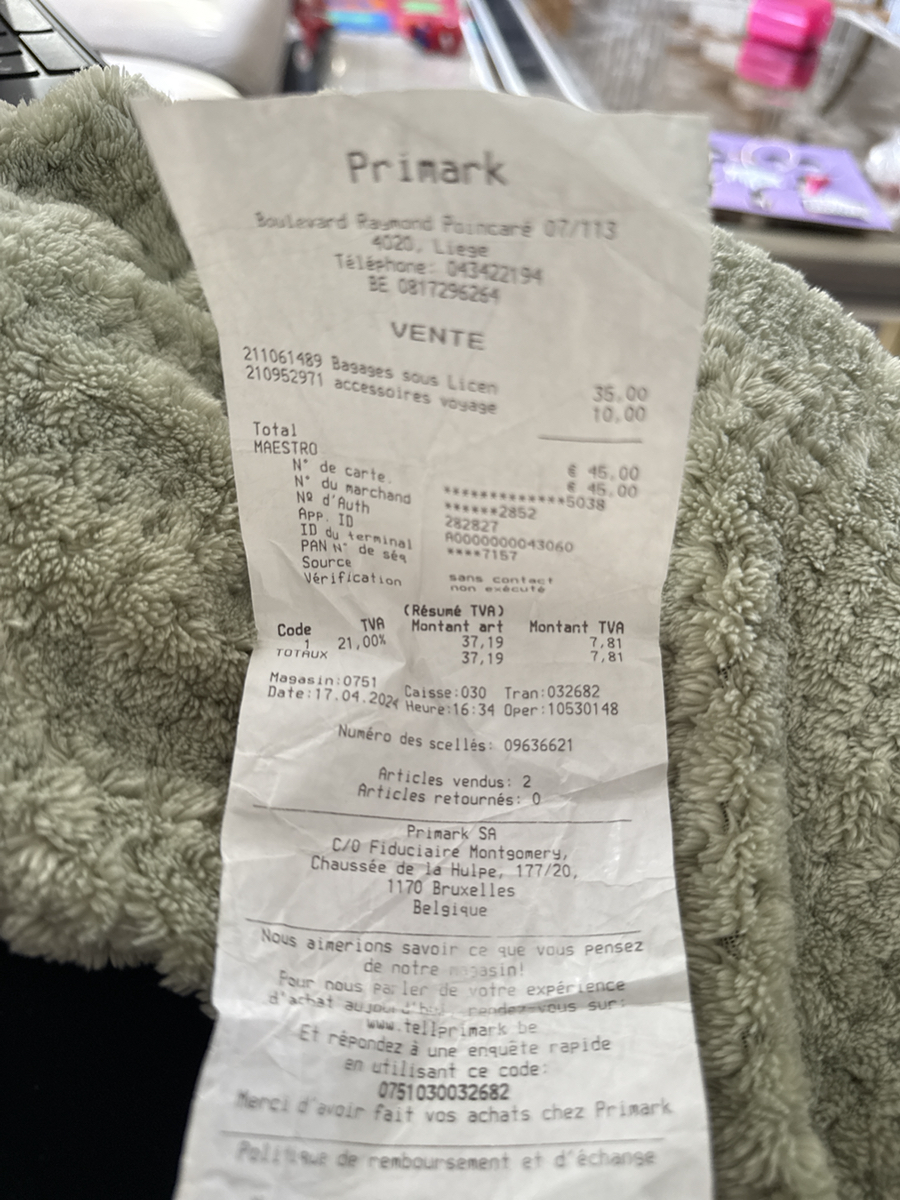 Primark
Boulevard Raymond Poincaré 07/113
4020, Liege
Téléphone: 043422194
BE 0817296264
VENTE
211061489 Bagages sous Licen 35.00
210952971 accessoires voyage 10.00
Total € 45,00
MAESTRO € 45,00
N° de carte. *************5038
N° du marchand ******2852
Nº d'Auth 282827
App. ID A0000000043060
ID du terminal ****7157
PAN N° de séq
Source sans contact
Vérification non exécuté
(Résumé TVA)
Code TVA Montant art Montant TVA
1 21,00% 37,19 7,81
TOTAUX 37,19 7,81
Magasin:0751 Caisse:030 Tran:032682
Date:17.04.2024 Heure:16:34 Oper:10530148
Numéro des scellés: 09636621
Articles vendus: 2
Articles retournés: 0
Primark SA
C/O Fiduciaire Montgomery,
Chaussée de la Hulpe, 177/20,
1170 Bruxelles
Belgique
Nous aimerions savoir ce que vous pensez
de notre magasin!
Pour nous parler de votre expérience
d'achat aujourd'hui, rendez-vous sur:
www.tellprimark be
Et répondez à une enquête rapide
en utilisant ce code:
0751030032682
Merci d'avoir fait vos achats chez Primark
Politique de remboursement et d'échange